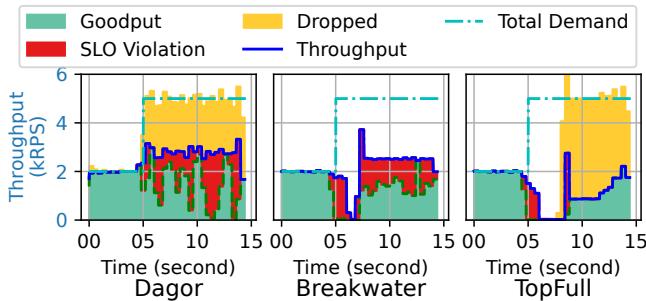 Goodput
Dropped
Total Demand
SLO Violation
Throughput
Throughput
(kRPS)
6
4
2
0
00 05 10 15
00 05 10 15
00 05 10 15
Time (second)
Time (second)
Time (second)
Dagor
Breakwater
TopFull